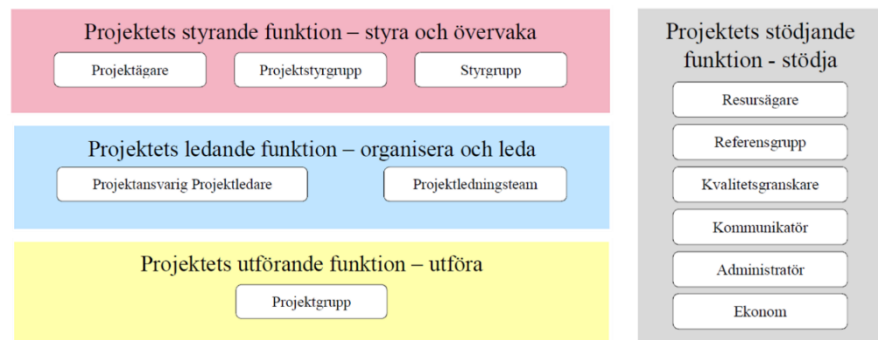 Projektets styrande funktion – styra och övervaka
Projektägare
Projektstyrgrupp
Styrgrupp
Projektets ledande funktion – organisera och leda
Projektansvarig Projektledare
Projektledningsteam
Projektets utförande funktion – utföra
Projektgrupp
Projektets stödjande
funktion - stödja
Resursägare
Referensgrupp
Kvalitetsgranskare
Kommunikatör
Administratör
Ekonom